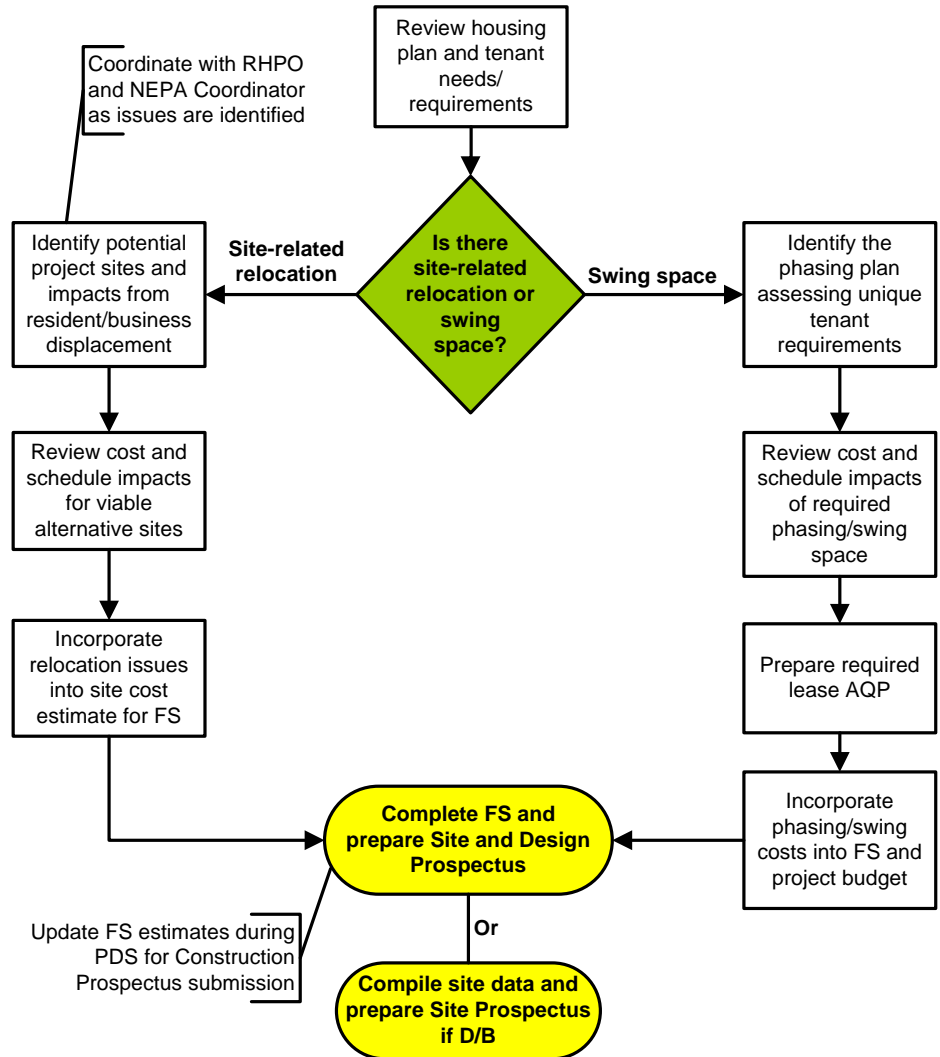 Coordinate with RHPO
and NEPA Coordinator
as issues are identified
Review housing
plan and tenant
needs/
requirements
Is there
site-related
relocation or
swing
space?
Site-related
relocation
Swing space
Identify potential
project sites and
impacts from
resident/business
displacement
Identify the
phasing plan
assessing unique
tenant
requirements
Review cost and
schedule impacts
for viable
alternative sites
Review cost and
schedule impacts
of required
phasing/swing
space
Incorporate
relocation issues
into site cost
estimate for FS
Prepare required
lease AQP
Incorporate
phasing/swing
costs into FS and
project budget
Complete FS and
prepare Site and Design
Prospectus
Update FS estimates during
PDS for Construction
Prospectus submission
Or
Compile site data and
prepare Site Prospectus
if D/B